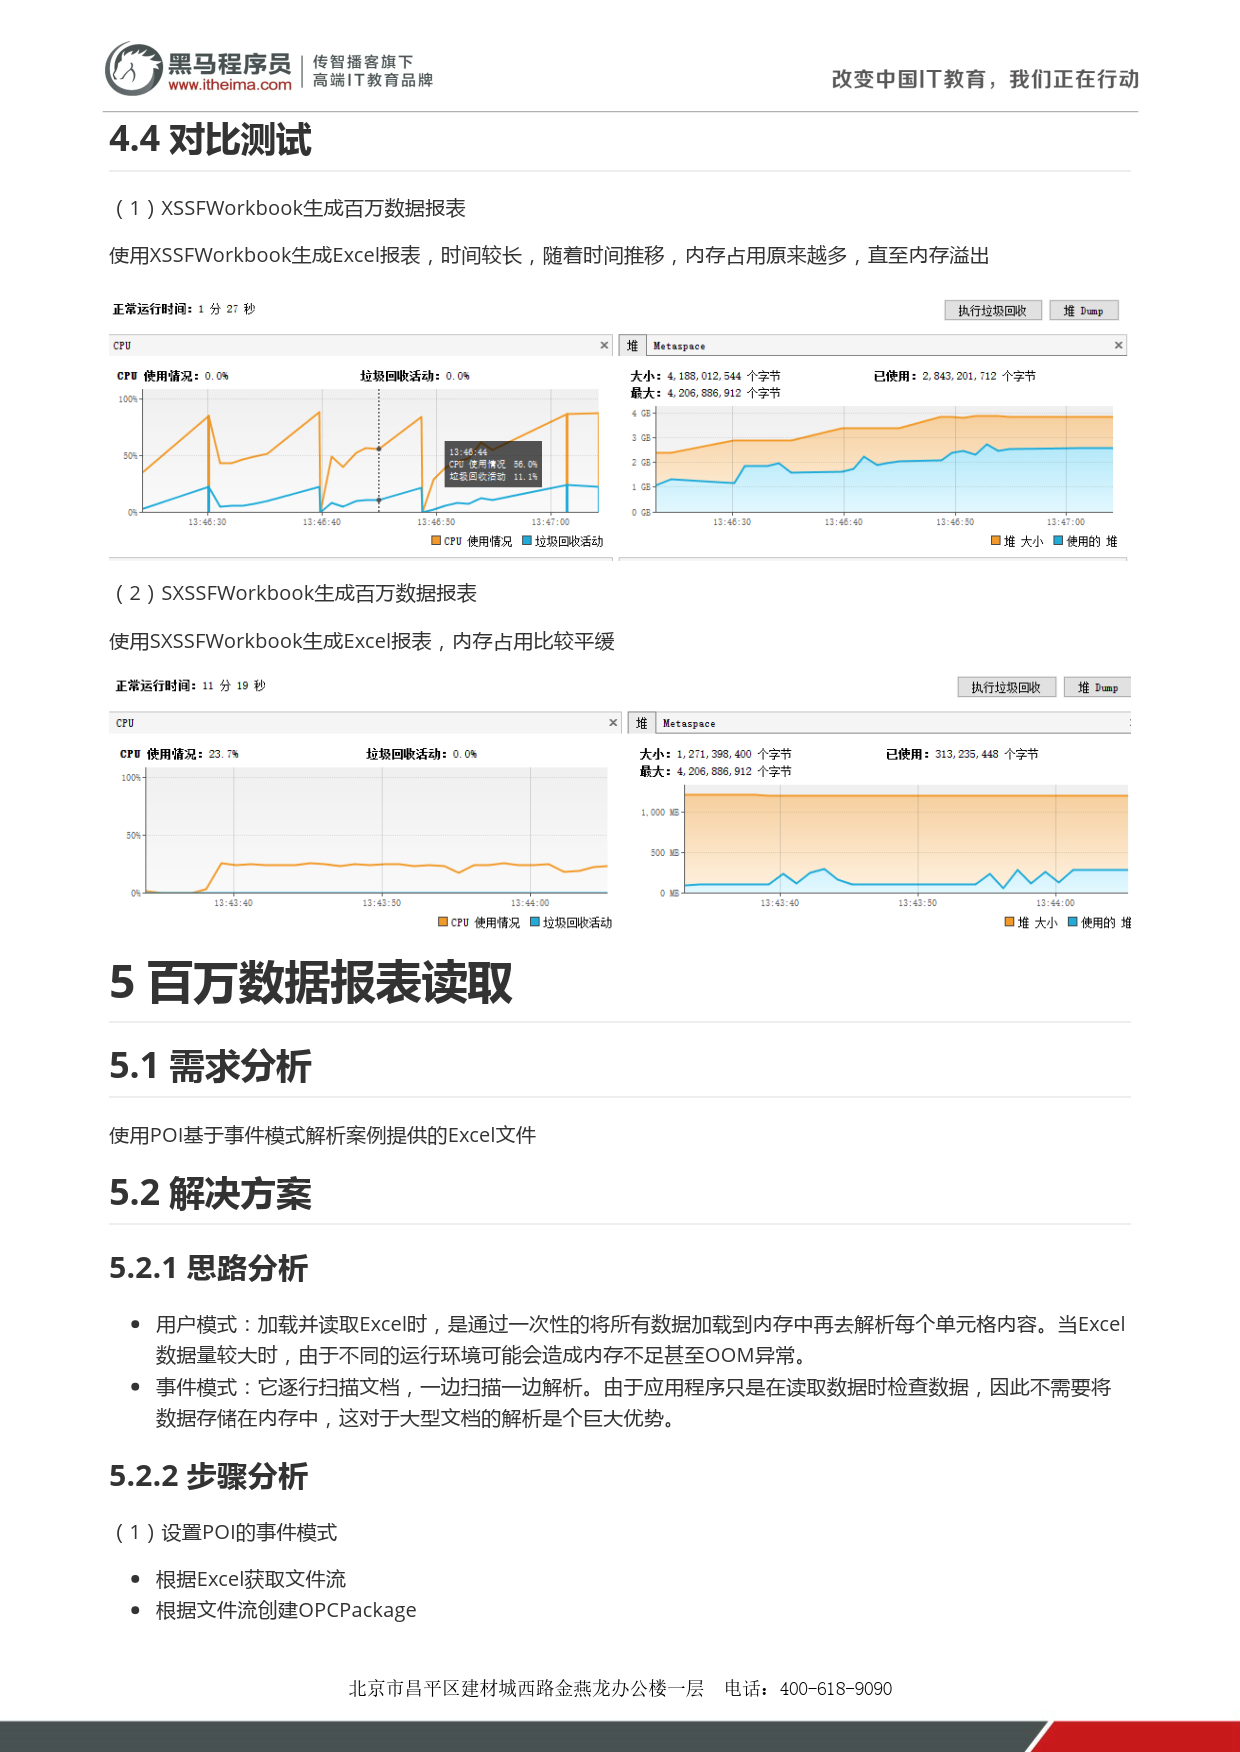 黑马程序员
www.itheima.com
传智播客旗下
高端IT教育品牌
改变中国IT教育，我们正在行动
4.4 对比测试
（1）XSSFWorkbook生成百万数据报表
使用XSSFWorkbook生成Excel报表，时间较长，随着时间推移，内存占用原来越多，直至内存溢出
正常运行时间：1 分 27 秒
执行垃圾回收 堆 Dump
CPU × 堆 Metaspace ×
CPU 使用情况：0.0% 垃圾回收活动：0.0% 大小：4,188,012,544 个字节 已使用：2,843,201,712 个字节
最大：4,206,886,912 个字节
100%
50%
0%
13:46:44
CPU 使用情况 56.0%
垃圾回收活动 11.1%
13:46:30 13:46:40 13:46:50 13:47:00
CPU 使用情况 垃圾回收活动
4 GB
3 GB
2 GB
1 GB
0 GB
13:46:30 13:46:40 13:46:50 13:47:00
堆 大小 使用的 堆
（2）SXSSFWorkbook生成百万数据报表
使用SXSSFWorkbook生成Excel报表，内存占用比较平缓
正常运行时间：11 分 19 秒
执行垃圾回收 堆 Dump
CPU × 堆 Metaspace
CPU 使用情况：23.7% 垃圾回收活动：0.0% 大小：1,271,398,400 个字节 已使用：313,235,448 个字节
最大：4,206,886,912 个字节
100%
50%
0%
13:43:40 13:43:50 13:44:00
CPU 使用情况 垃圾回收活动
1,000 MB
500 MB
0 MB
13:43:40 13:43:50 13:44:00
堆 大小 使用的 堆
5 百万数据报表读取
5.1 需求分析
使用POI基于事件模式解析案例提供的Excel文件
5.2 解决方案
5.2.1 思路分析
用户模式：加载并读取Excel时，是通过一次性的将所有数据加载到内存中再去解析每个单元格内容。当Excel
数据量较大时，由于不同的运行环境可能会造成内存不足甚至OOM异常。
事件模式：它逐行扫描文档，一边扫描一边解析。由于应用程序只是在读取数据时检查数据，因此不需要将
数据存储在内存中，这对于大型文档的解析是个巨大优势。
5.2.2 步骤分析
（1）设置POI的事件模式
根据Excel获取文件流
根据文件流创建OPCPackage
北京市昌平区建材城西路金燕龙办公楼一层 电话：400-618-9090